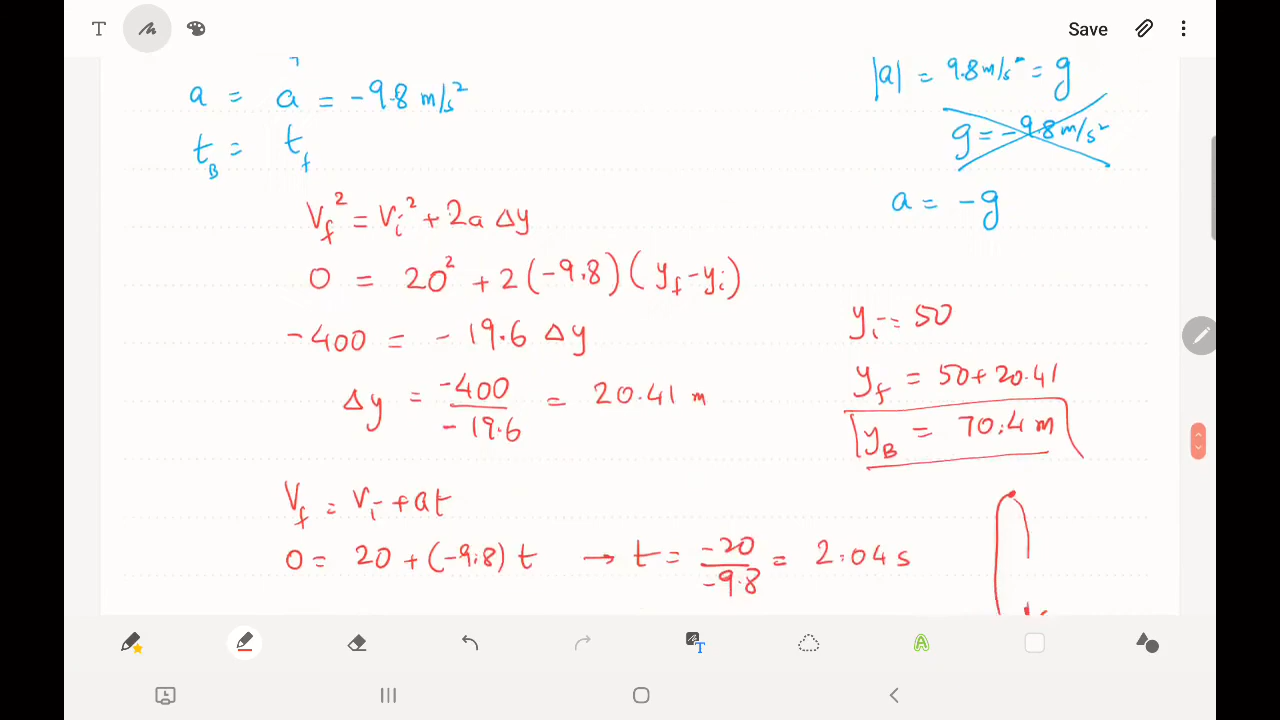 T
Save
a = a = -9.8 m/s²
t_B = t_f
|a| = 9.8 m/s² = g
g = -9.8 m/s²
a = -g
V_f² = V_i² + 2a Δy
0 = 20² + 2(-9.8)(y_f - y_i)
-400 = -19.6 Δy
Δy = -400 / -19.6 = 20.41 m
y_i = 50
y_f = 50 + 20.41
y_B = 70.4 m
V_f = V_i + at
0 = 20 + (-9.8) t → t = -20 / -9.8 = 2.04 s
T
A